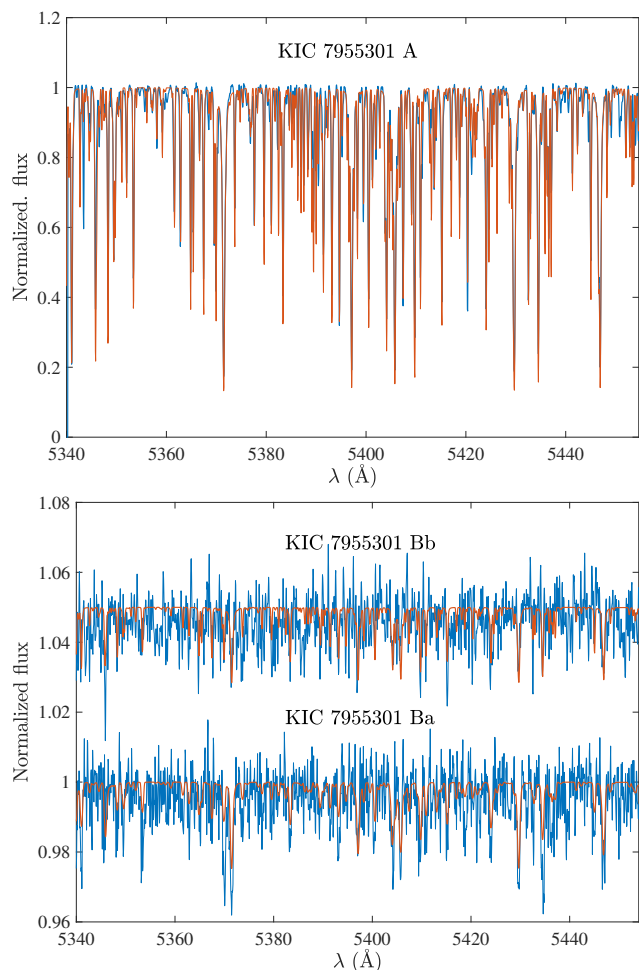 KIC 7955301 A
Normalized. flux
1.2
1
0.8
0.6
0.4
0.2
0
5340 5360 5380 5400 5420 5440
λ (Å)
KIC 7955301 Bb
KIC 7955301 Ba
Normalized flux
1.08
1.06
1.04
1.02
1
0.98
0.96
5340 5360 5380 5400 5420 5440
λ (Å)